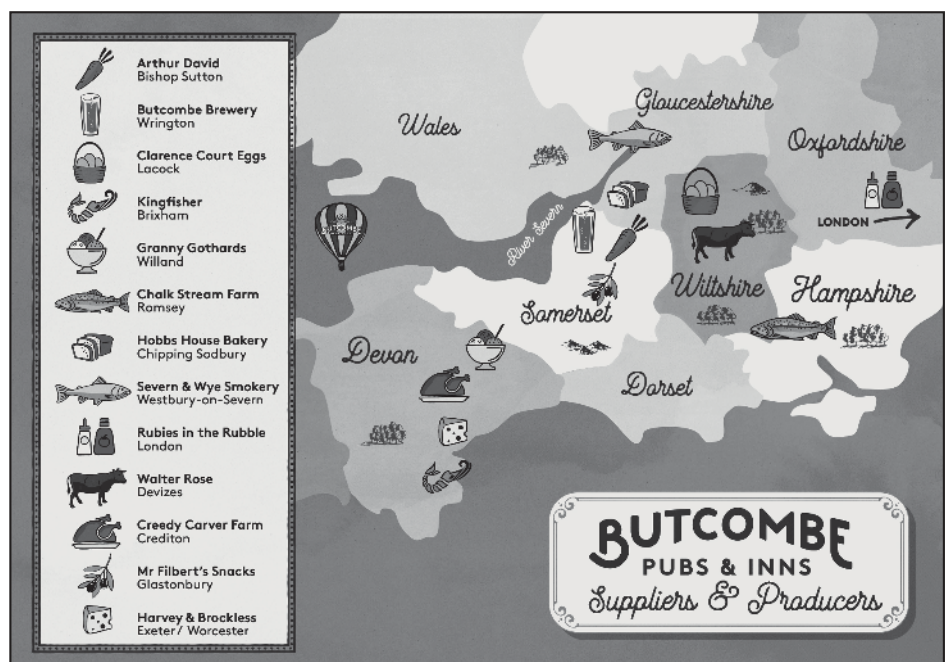 Arthur David
Bishop Sutton
Butcombe Brewery
Wrington
Clarence Court Eggs
Lacock
Kingfisher
Brixham
Granny Gothards
Willand
Chalk Stream Farm
Romsey
Hobbs House Bakery
Chipping Sodbury
Severn & Wye Smokery
Westbury-on-Severn
Rubies in the Rubble
London
Walter Rose
Devizes
Creedy Carver Farm
Crediton
Mr Filbert's Snacks
Glastonbury
Harvey & Brockless
Exeter / Worcester
Wales
Gloucestershire
Oxfordshire
LONDON
River Severn
BUTCOMBE
Wiltshire
Hampshire
Somerset
Devon
Dorset
BUTCOMBE
PUBS & INNS
Suppliers & Producers